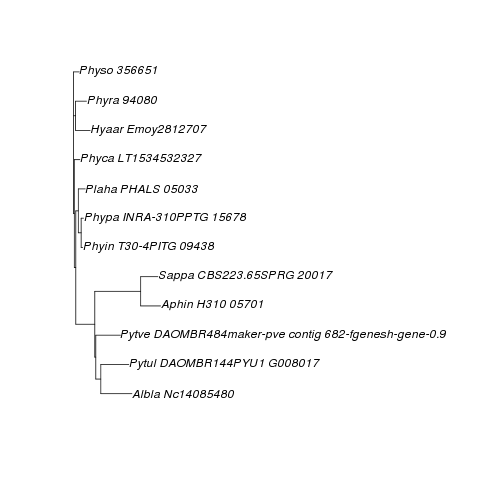 Physo 356651
Phyra 94080
Hyaar Emoy2812707
Phyca LT1534532327
Plaha PHALS 05033
Phypa INRA-310PPTG 15678
Phyin T30-4PITG 09438
Sappa CBS223.65SPRG 20017
Aphin H310 05701
Pytve DAOMBR484maker-pve contig 682-fgenesh-gene-0.9
Pytul DAOMBR144PYU1 G008017
Albla Nc14085480